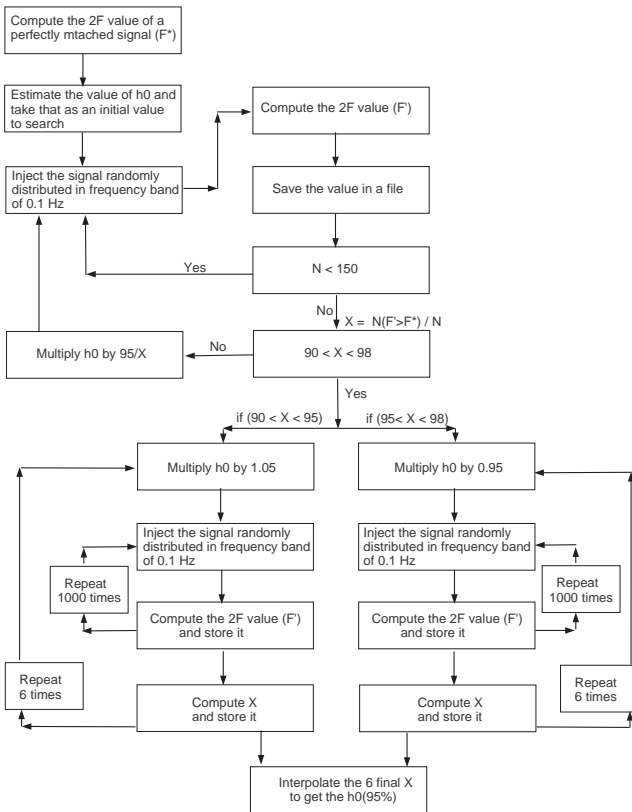 Compute the 2F value of a
perfectly mtached signal (F*)
Estimate the value of h0 and
take that as an initial value
to search
Inject the signal randomly
distributed in frequency band
of 0.1 Hz
Compute the 2F value (F')
Save the value in a file
N < 150
Yes
No
X = N(F'>F*) / N
90 < X < 98
No
Multiply h0 by 95/X
Yes
if (90 < X < 95)
if (95< X < 98)
Multiply h0 by 1.05
Multiply h0 by 0.95
Inject the signal randomly
distributed in frequency band
of 0.1 Hz
Inject the signal randomly
distributed in frequency band
of 0.1 Hz
Repeat
1000 times
Repeat
1000 times
Compute the 2F value (F')
and store it
Compute the 2F value (F')
and store it
Repeat
6 times
Repeat
6 times
Compute X
and store it
Compute X
and store it
Interpolate the 6 final X
to get the h0(95%)